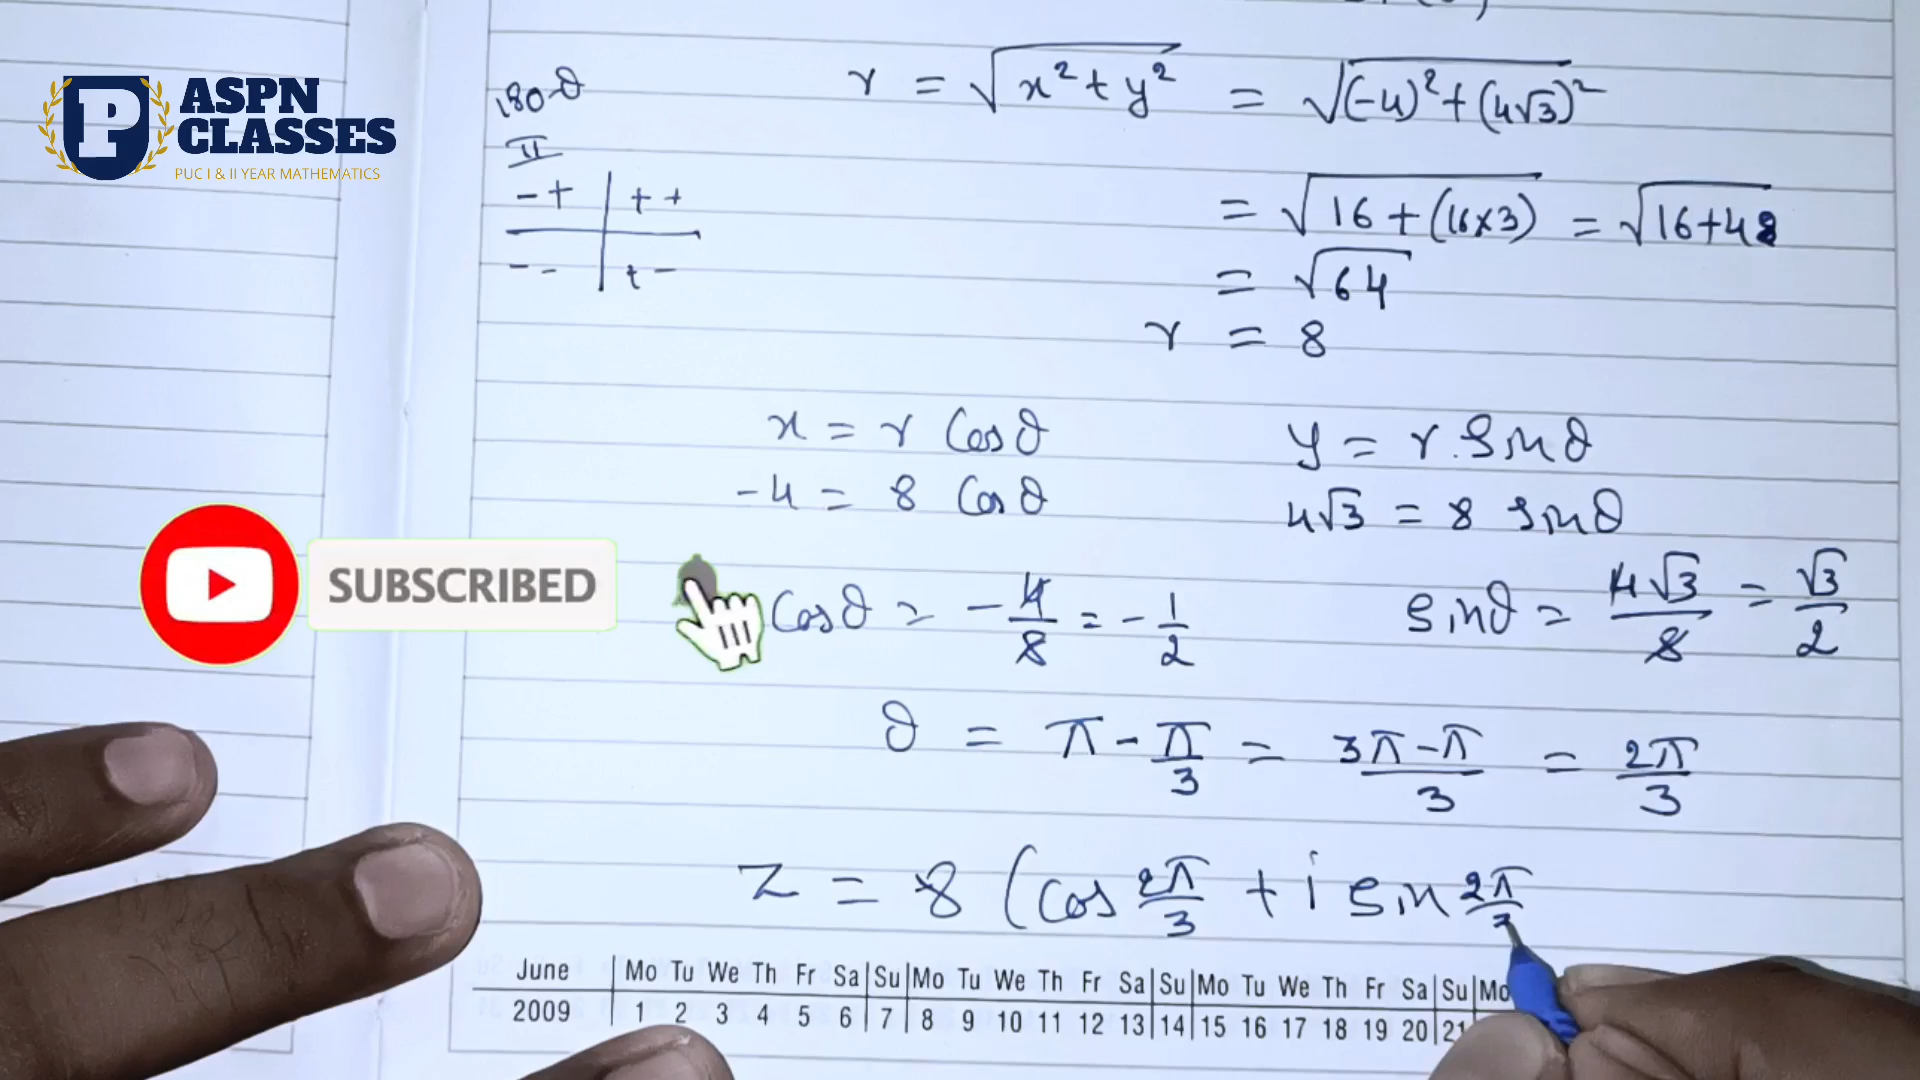 ASPN
CLASSES
PUC I & II YEAR MATHEMATICS
P
180-θ
II
- + | + +
- - | + -
r = √(x² + y²) = √((-4)² + (4√3)²)
= √(16 + (16×3)) = √(16+48)
= √64
r = 8
x = r Cosθ
-4 = 8 Cosθ
Cosθ = -4/8 = -1/2
y = r. Sinθ
4√3 = 8 Sinθ
Sinθ = 4√3/8 = √3/2
SUBSCRIBED
θ = π - π/3 = (3π-π)/3 = 2π/3
Z = 8 (Cos 2π/3 + i Sin 2π/3
June | Mo Tu We Th Fr Sa | Su | Mo Tu We Th Fr Sa | Su | Mo Tu We Th Fr Sa | Su | Mo
2009 | 1 2 3 4 5 6 | 7 | 8 9 10 11 12 13 | 14 | 15 16 17 18 19 20 | 21